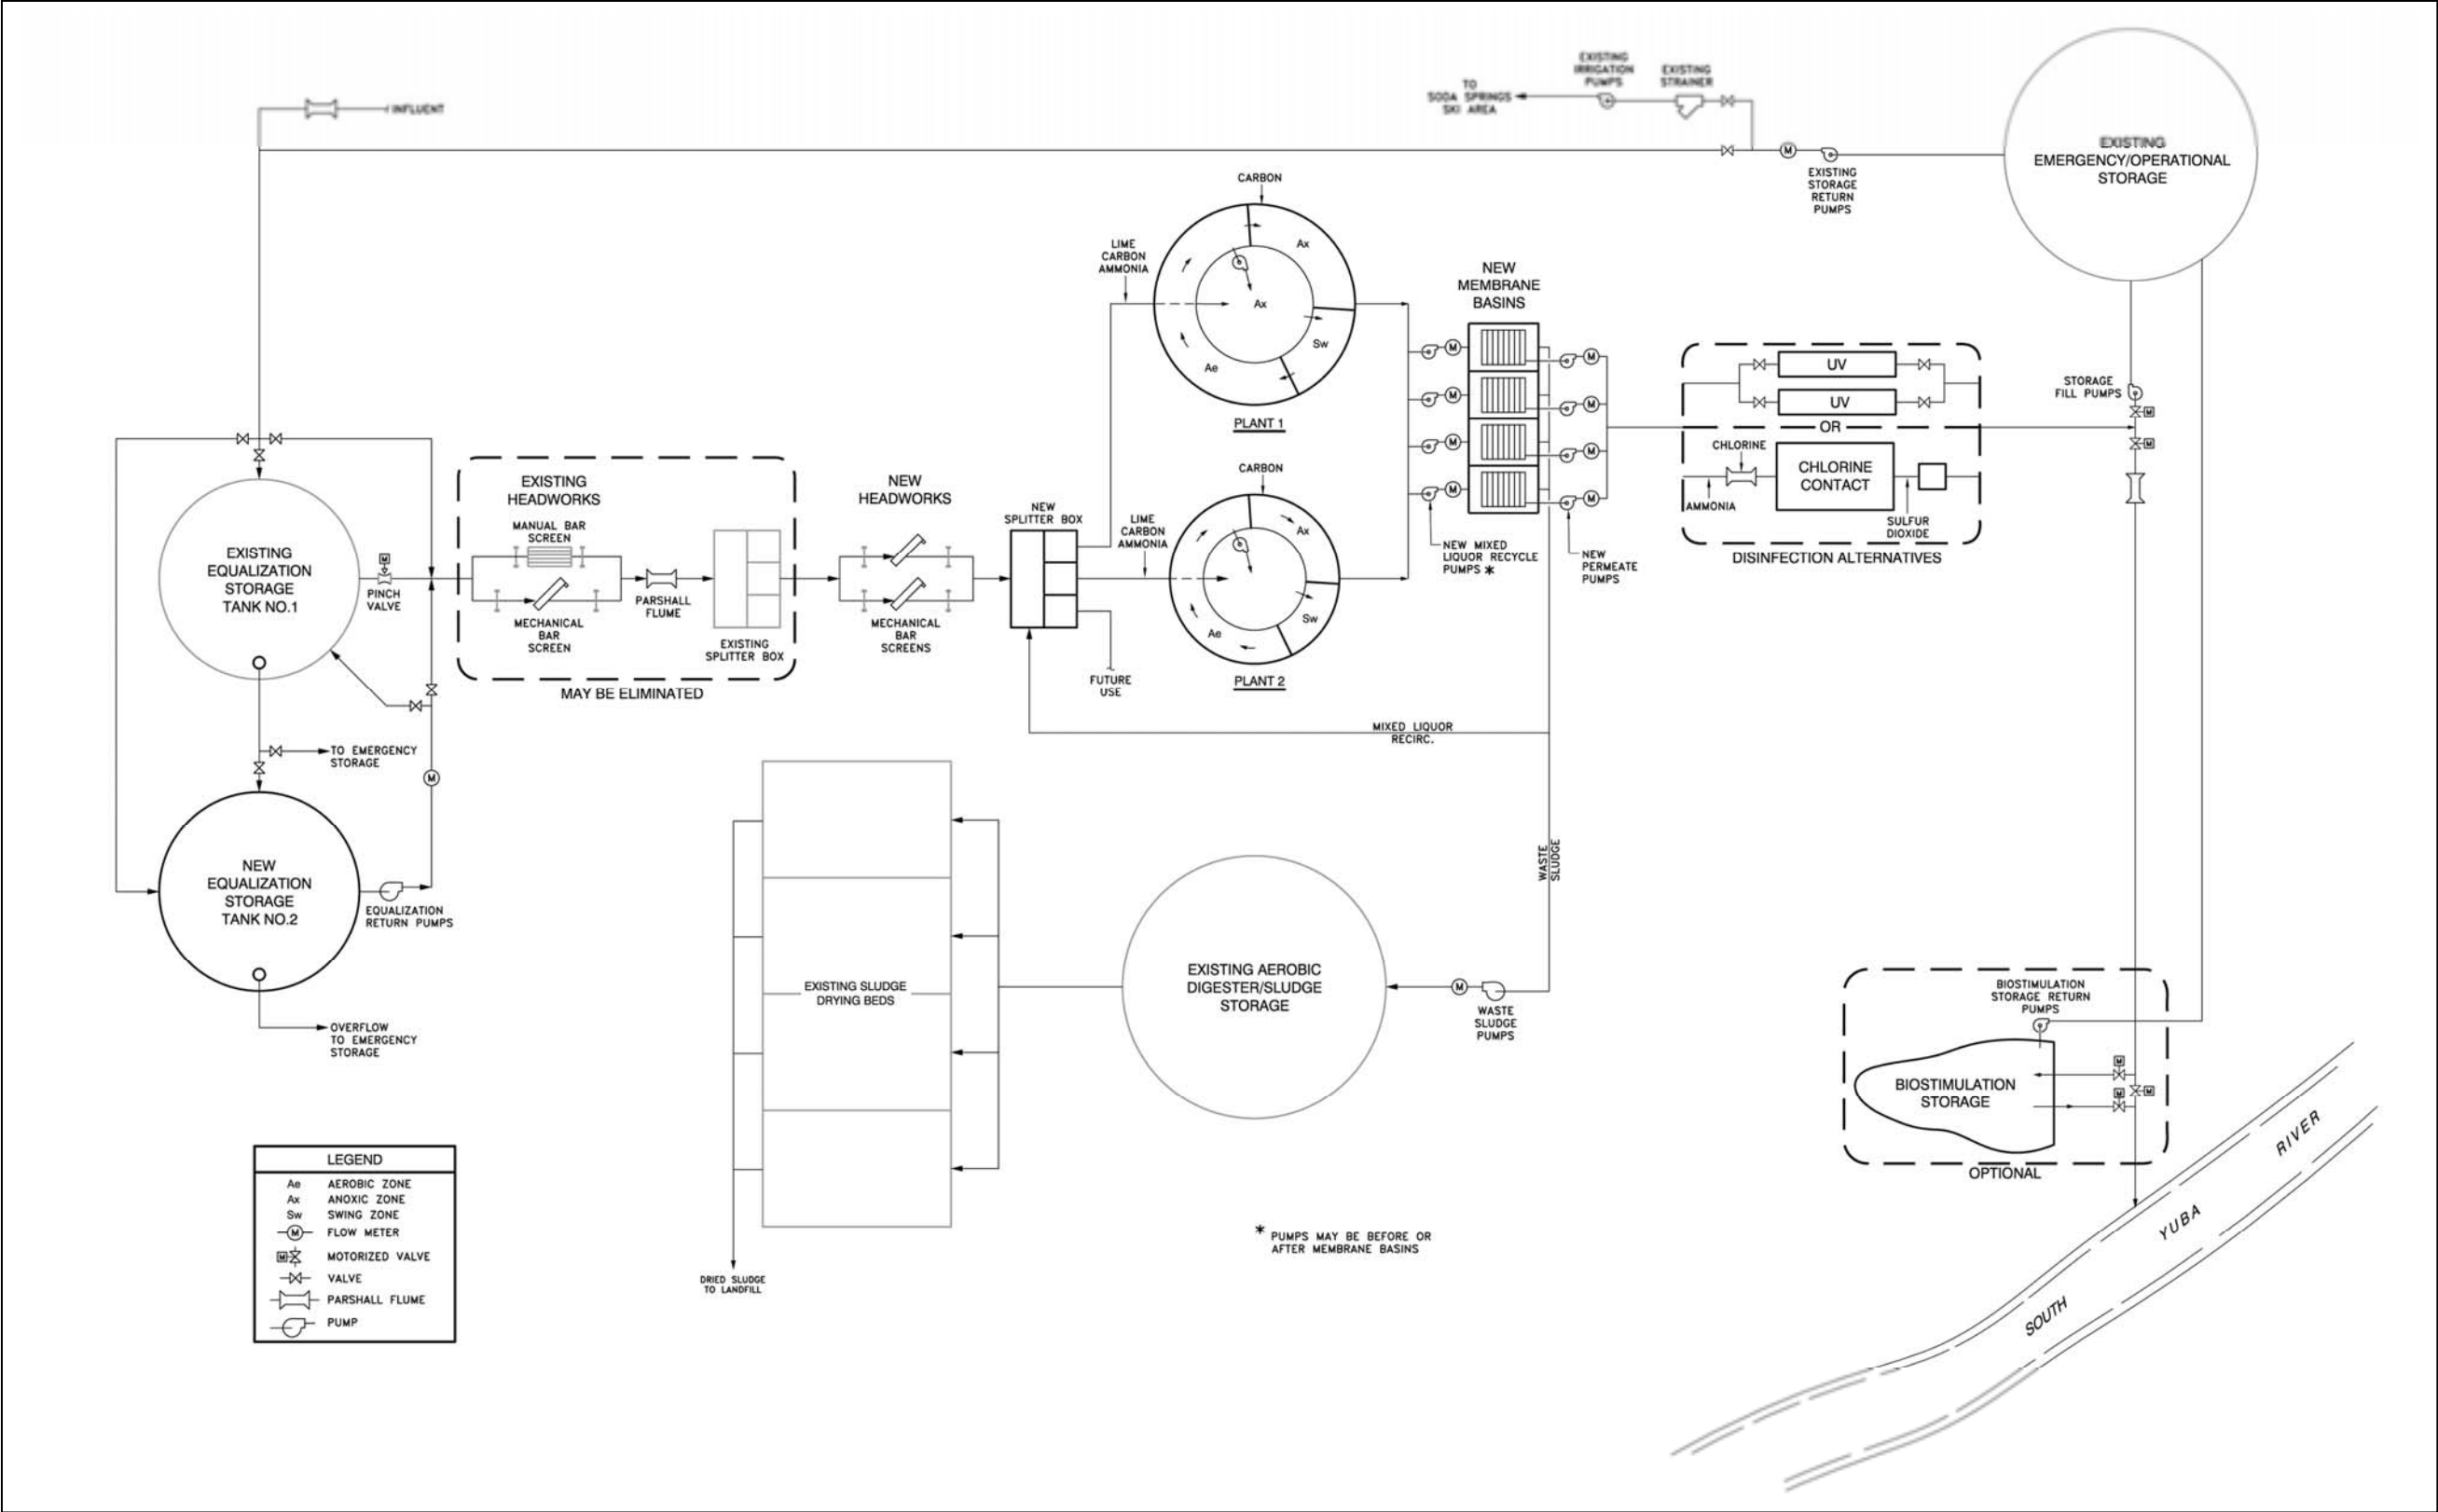 INFLUENT
TO
SODA SPRINGS
SKI AREA
EXISTING
IRRIGATION
PUMPS
EXISTING
STRAINER
M
EXISTING
STORAGE
RETURN
PUMPS
EXISTING
EMERGENCY/OPERATIONAL
STORAGE
EXISTING
EQUALIZATION
STORAGE
TANK NO.1
M
PINCH
VALVE
TO EMERGENCY
STORAGE
M
NEW
EQUALIZATION
STORAGE
TANK NO.2
EQUALIZATION
RETURN PUMPS
OVERFLOW
TO EMERGENCY
STORAGE
EXISTING
HEADWORKS
MANUAL BAR
SCREEN
MECHANICAL
BAR
SCREEN
PARSHALL
FLUME
EXISTING
SPLITTER BOX
MAY BE ELIMINATED
NEW
HEADWORKS
MECHANICAL
BAR
SCREENS
NEW
SPLITTER BOX
FUTURE
USE
LIME
CARBON
AMMONIA
CARBON
Ax
Ax
Sw
Ae
PLANT 1
LIME
CARBON
AMMONIA
CARBON
Ax
Sw
Ae
PLANT 2
NEW
MEMBRANE
BASINS
M
M
M
M
M
M
M
M
NEW MIXED
LIQUOR RECYCLE
PUMPS *
NEW
PERMEATE
PUMPS
UV
UV
OR
CHLORINE
AMMONIA
CHLORINE
CONTACT
SULFUR
DIOXIDE
DISINFECTION ALTERNATIVES
STORAGE
FILL PUMPS
M
M
MIXED LIQUOR
RECIRC.
WASTE
SLUDGE
M
WASTE
SLUDGE
PUMPS
EXISTING AEROBIC
DIGESTER/SLUDGE
STORAGE
EXISTING SLUDGE
DRYING BEDS
DRIED SLUDGE
TO LANDFILL
BIOSTIMULATION
STORAGE RETURN
PUMPS
BIOSTIMULATION
STORAGE
M
M
M
OPTIONAL
SOUTH YUBA RIVER
* PUMPS MAY BE BEFORE OR
AFTER MEMBRANE BASINS
LEGEND
Ae AEROBIC ZONE
Ax ANOXIC ZONE
Sw SWING ZONE
M FLOW METER
M MOTORIZED VALVE
VALVE
PARSHALL FLUME
PUMP